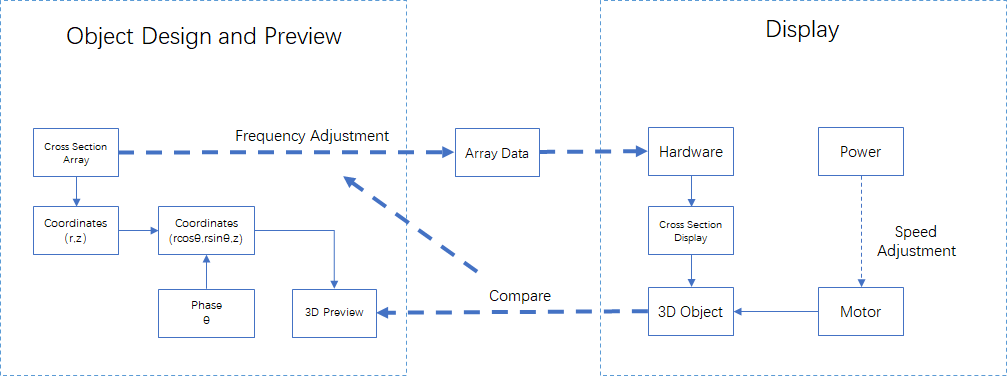 Object Design and Preview
Display
Frequency Adjustment
Cross Section
Array
Array Data
Hardware
Power
Coordinates
(r,z)
Coordinates
(rcosθ,rsinθ,z)
Cross Section
Display
Speed
Adjustment
Phase
θ
3D Preview
Compare
3D Object
Motor